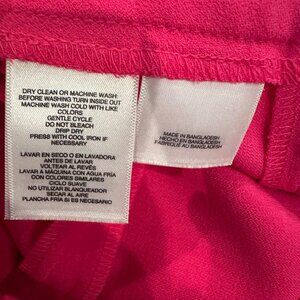 DRY CLEAN OR MACHINE WASH:
BEFORE WASHING TURN INSIDE OUT
MACHINE WASH COLD WITH LIKE
COLORS
GENTLE CYCLE
DO NOT BLEACH
DRIP DRY
PRESS WITH COOL IRON IF
NECESSARY
LAVAR EN SECO O EN LAVADORA
ANTES DE LAVAR
VOLTEAR AL REVÉS
LAVAR A MÁQUINA CON AGUA FRÍA
CON COLORES SIMILARES
CICLO SUAVE
NO UTILIZAR BLANQUEADOR
SECAR AL AIRE
PLANCHA FRÍA SI ES NECESARIO
MADE IN BANGLADESH
HECHO EN BANGLADESH
FABRIQUÉ AU BANGLADESH